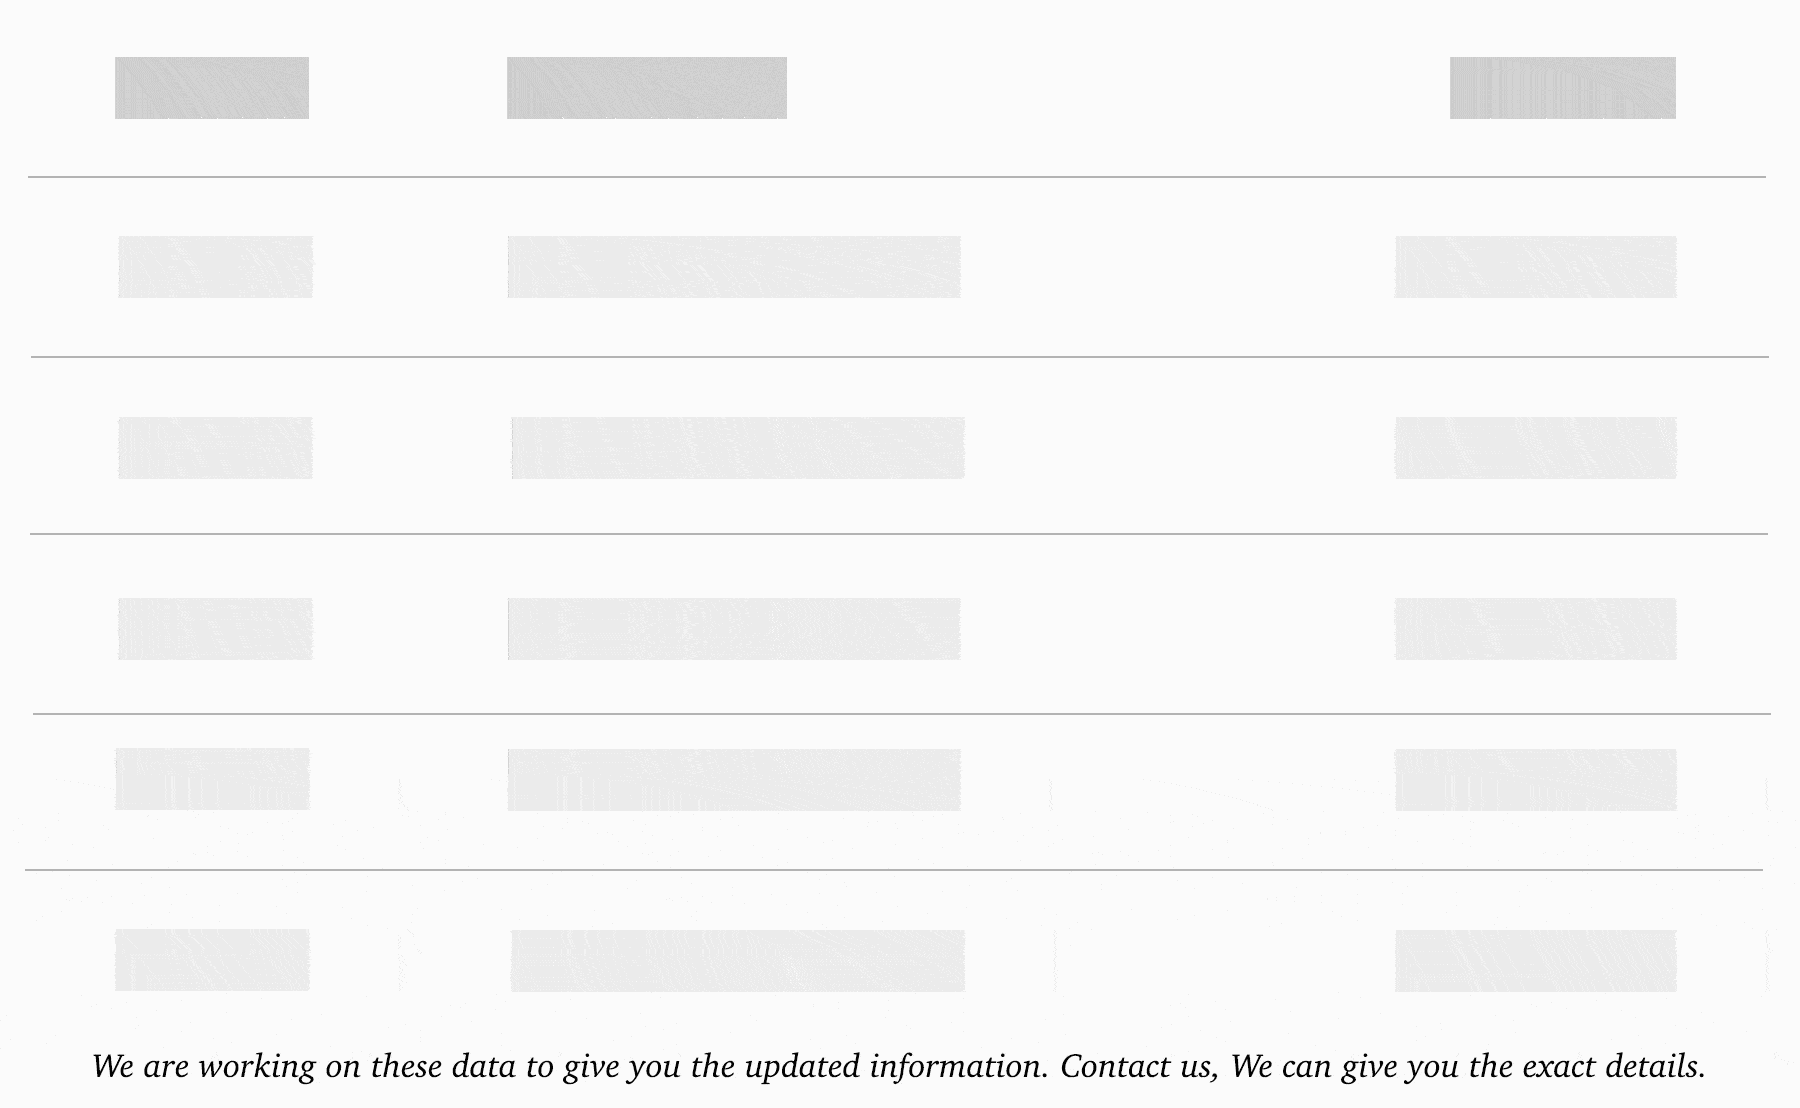 We are working on these data to give you the updated information. Contact us, We can give you the exact details.